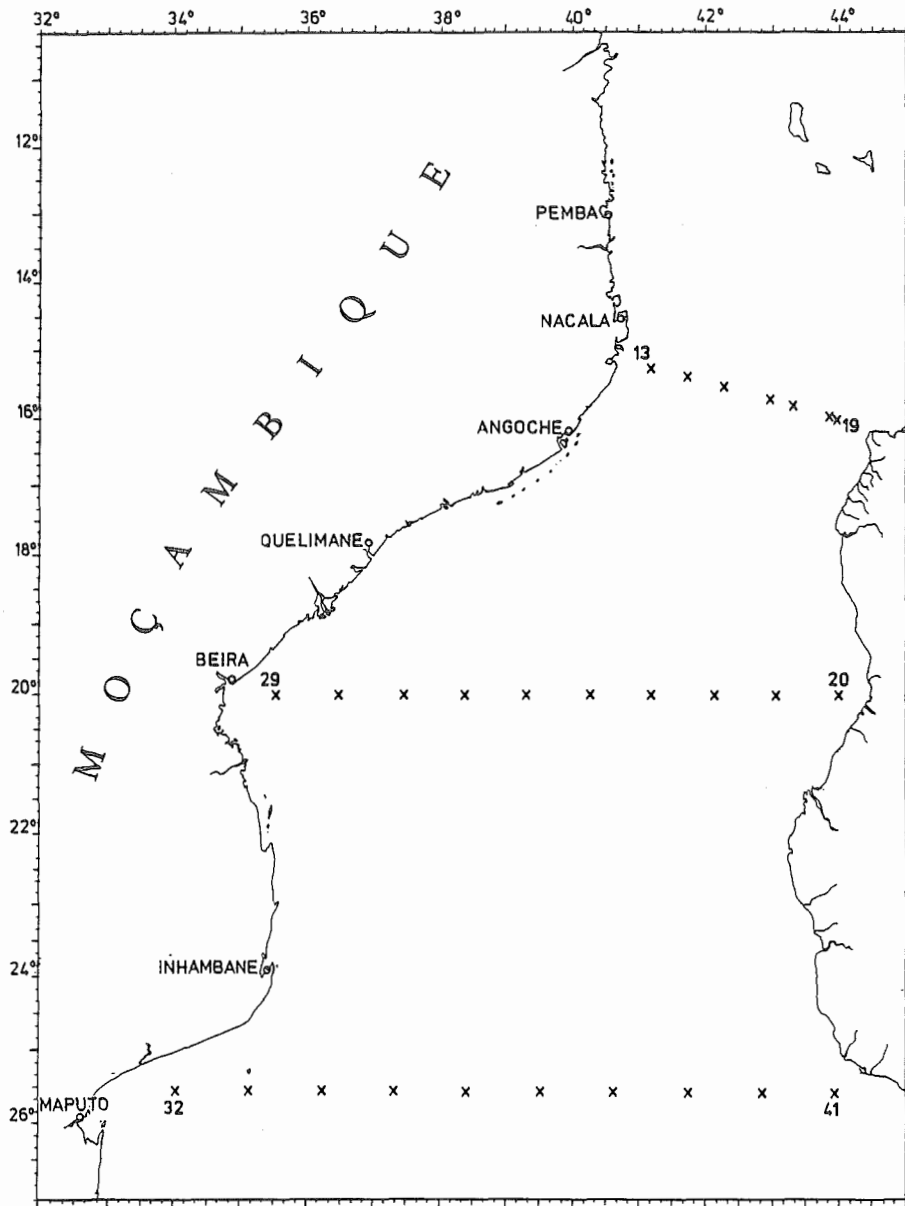 32° 34° 36° 38° 40° 42° 44°
12°
MOÇAMBIQUE
PEMBA
14°
NACALA
13
16°
ANGOCHE
19
QUELIMANE
18°
BEIRA
20° 29 20
22°
INHAMBANE
24°
MAPUTO
26° 32 41